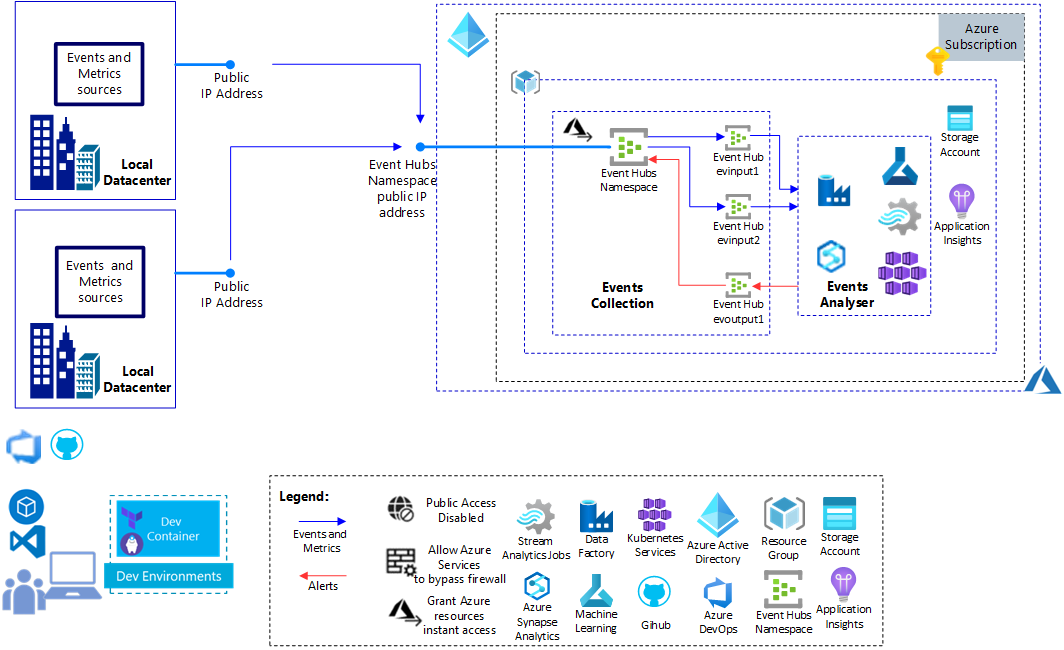 Azure
Subscription
Events and
Metrics
sources
Public
IP Address
Local
Datacenter
Event Hubs
Namespace
public IP
address
Event Hubs
Namespace
Event Hub
evinput1
Event Hub
evinput2
Event Hub
evoutput1
Events
Collection
Events
Analyser
Storage
Account
Application
Insights
Events and
Metrics
sources
Public
IP Address
Local
Datacenter
Dev
Container
Dev Environments
Legend:
Events and
Metrics
Alerts
Public Access
Disabled
Allow Azure
Services
to bypass firewall
Grant Azure
resources
instant access
Stream
AnalyticsJobs
Data
Factory
Kubernetes
Services
Azure Active
Directory
Resource
Group
Storage
Account
Azure
Synapse
Analytics
Machine
Learning
Gihub
Azure
DevOps
Event Hubs
Namespace
Application
Insights